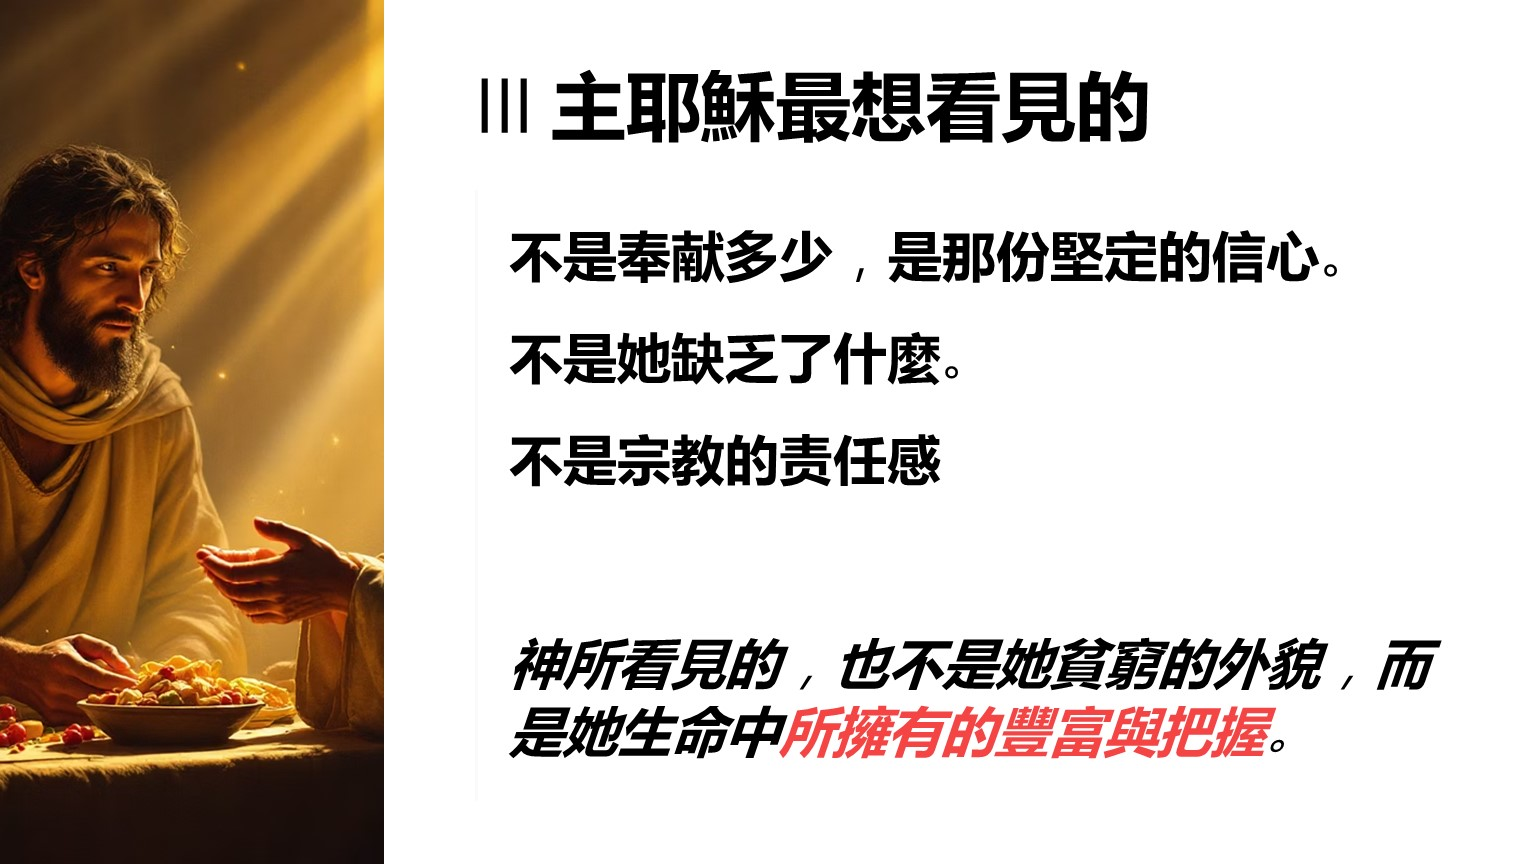 III 主耶穌最想看見的
不是奉献多少，是那份堅定的信心。
不是她缺乏了什麼。
不是宗教的责任感
神所看見的，也不是她貧窮的外貌，而
是她生命中所擁有的豐富與把握。